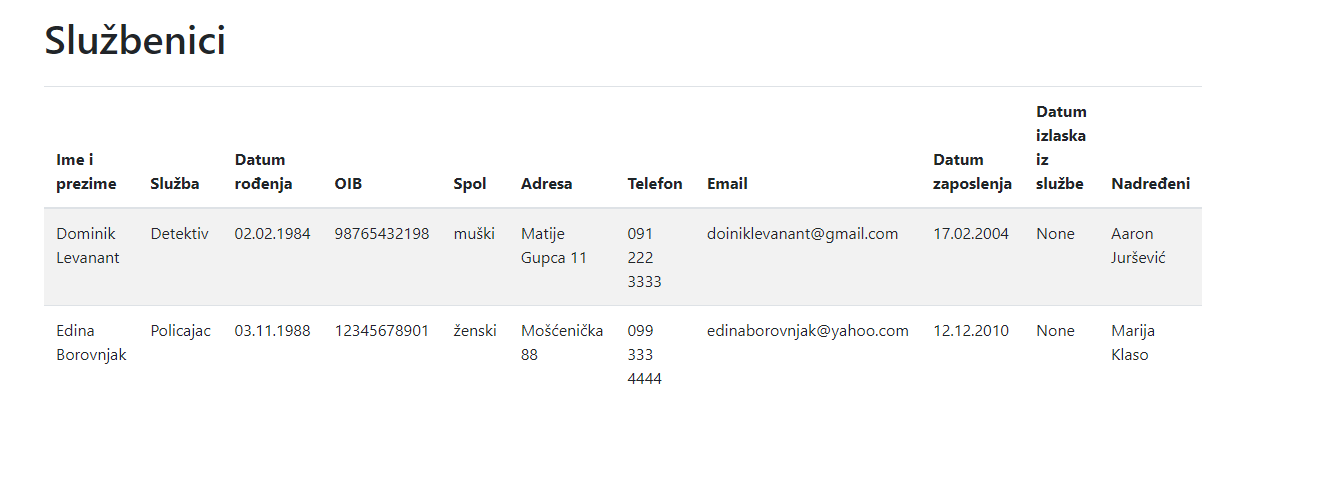 Službenici
Ime i prezime Služba Datum rođenja OIB Spol Adresa Telefon Email Datum zaposlenja Datum izlaska iz službe Nadređeni
Dominik Levanant Detektiv 02.02.1984 98765432198 muški Matije Gupca 11 091 222 3333 doiniklevanant@gmail.com 17.02.2004 None Aaron Juršević
Edina Borovnjak Policajac 03.11.1988 12345678901 ženski Mošćenička 88 099 333 4444 edinaborovnjak@yahoo.com 12.12.2010 None Marija Klaso